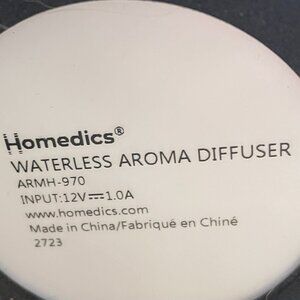 Homedics®
WATERLESS AROMA DIFFUSER
ARMH-970
INPUT:12V⎓1.0A
www.homedics.com
Made in China/Fabriqué en Chiné
2723